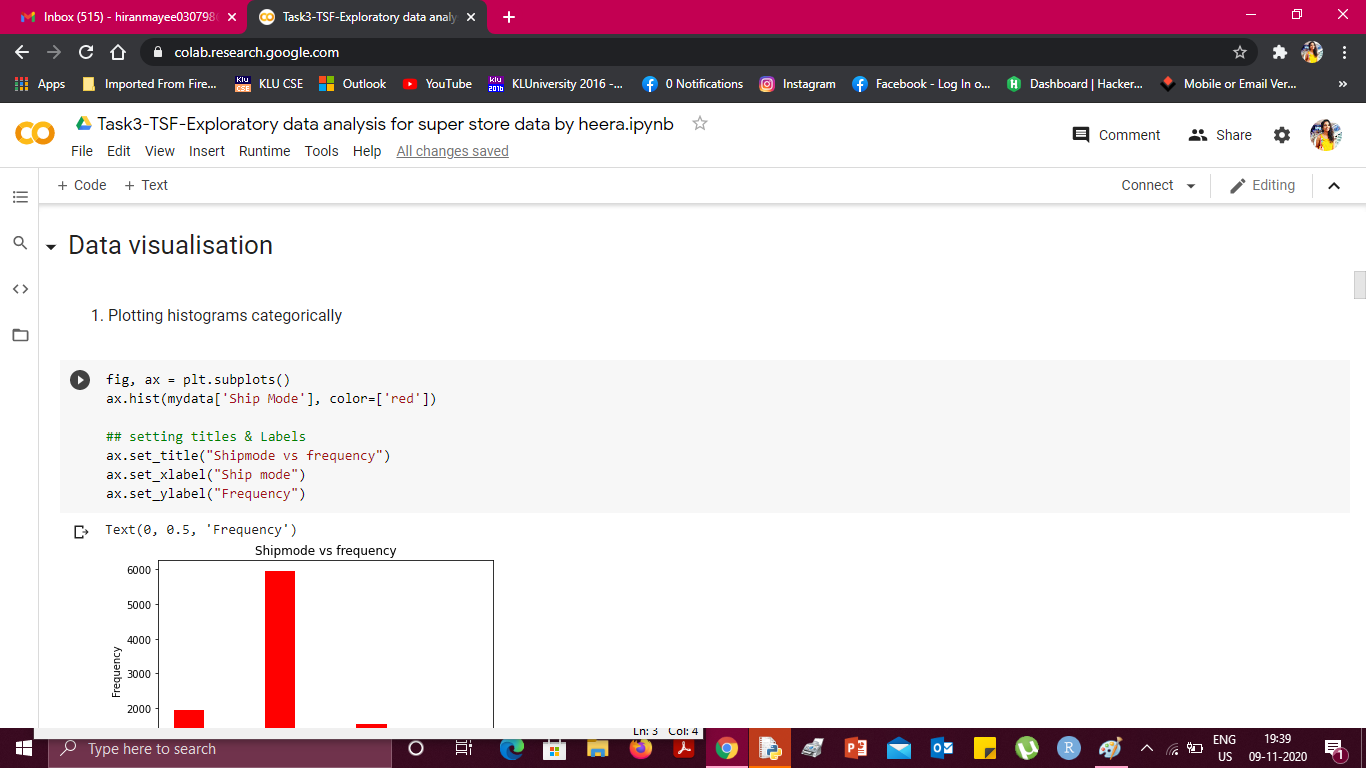 Inbox (515) - hiranmayee030798
Task3-TSF-Exploratory data analy
colab.research.google.com
Apps
Imported From Fire...
KLU CSE
KLU CSE
Outlook
YouTube
klu 2016
KLUniversity 2016 -...
0 Notifications
Instagram
Facebook - Log In o...
H
Dashboard | Hacker...
Mobile or Email Ver...
»
Task3-TSF-Exploratory data analysis for super store data by heera.ipynb
Comment
Share
File Edit View Insert Runtime Tools Help All changes saved
+ Code + Text
Connect
Editing
Data visualisation
1. Plotting histograms categorically
fig, ax = plt.subplots()
ax.hist(mydata['Ship Mode'], color=['red'])
## setting titles & Labels
ax.set_title("Shipmode vs frequency")
ax.set_xlabel("Ship mode")
ax.set_ylabel("Frequency")
Text(0, 0.5, 'Frequency')
Shipmode vs frequency
6000
5000
4000
3000
2000
Frequency
Ln: 3 Col: 4
Type here to search
R
ENG
US
19:39
09-11-2020
1